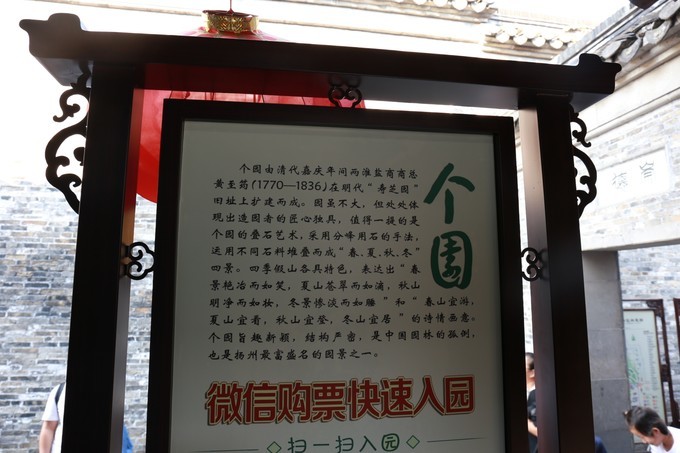 个园由清代嘉庆年间两淮盐商商总
黄至筠(1770—1836)在明代“寿芝园”
旧址上扩建而成。园虽不大，但处处体
现出造园者的匠心独具，值得一提的是
个园的叠石艺术，采用分峰用石的手法，
运用不同石料堆叠而成“春、夏、秋、冬”
四景。四季假山各具特色，表达出“春
景艳冶而如笑，夏山苍翠而如滴，秋山
明净而如妆，冬景惨淡而如睡”和“春山宜游，
夏山宜看，秋山宜登，冬山宜居”的诗情画意。
个园旨趣新颖，结构严密，是中国园林的孤例，
也是扬州最富盛名的园景之一。
个園
微信购票快速入园
扫一扫入园